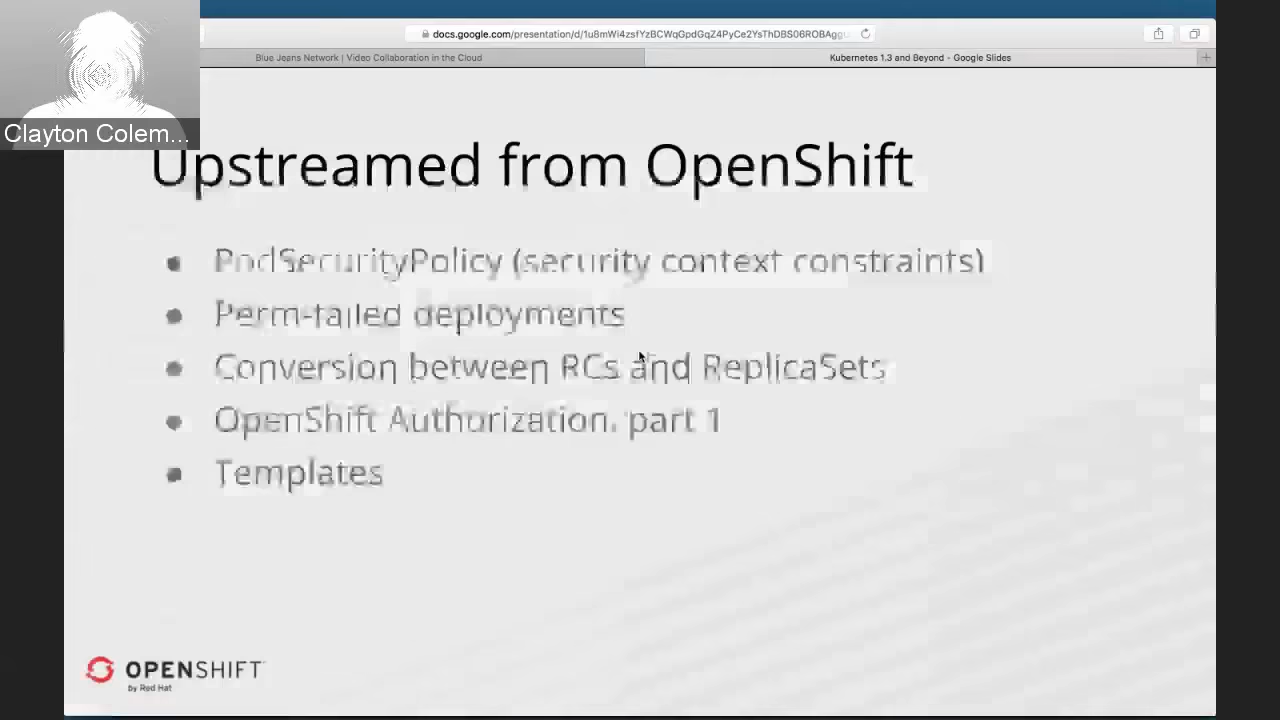 docs.google.com/presentation/d/1u8mWi4zsfYzBCWqGpdGqZ4PyCe2YsThDBS06ROBAggu
Blue Jeans Network | Video Collaboration in the Cloud
Kubernetes 1.3 and Beyond - Google Slides
Clayton Colem...
Upstreamed from OpenShift
PodSecurityPolicy (security context constraints)
Perm-failed deployments
Conversion between RCs and ReplicaSets
OpenShift Authorization, part 1
Templates
OPENSHIFT
by Red Hat